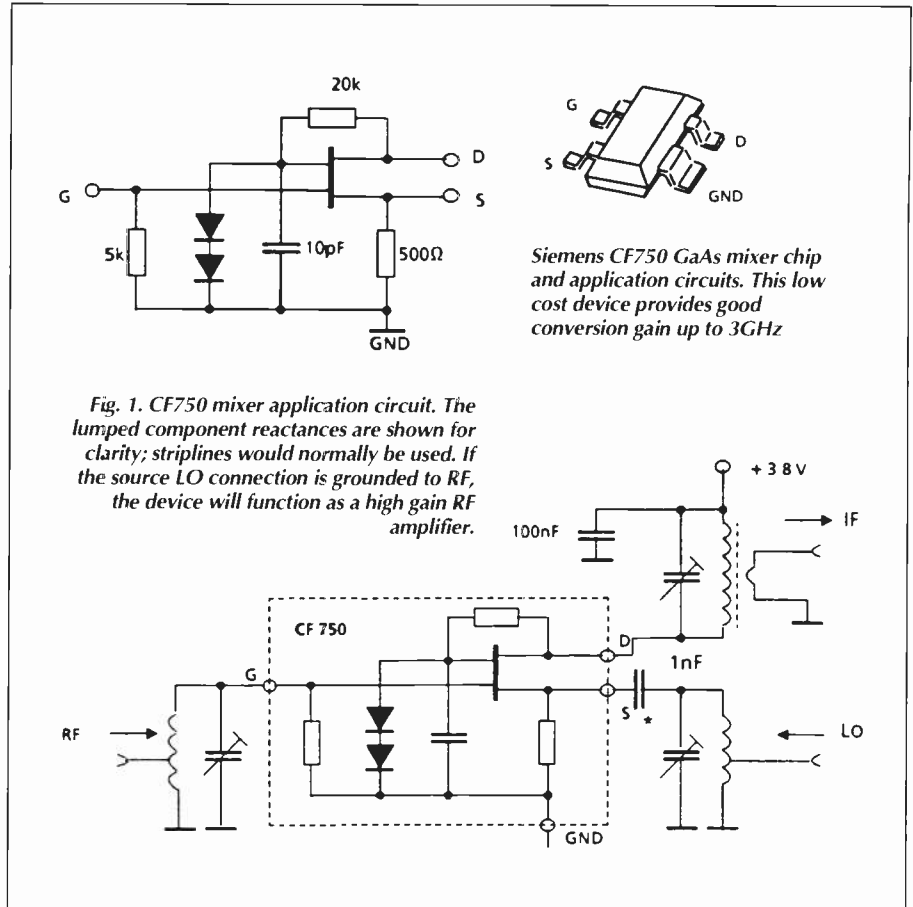 20k
G
D
S
5k
10pF
500Ω
GND
G
S
D
GND
Siemens CF750 GaAs mixer chip
and application circuits. This low
cost device provides good
conversion gain up to 3GHz
Fig. 1. CF750 mixer application circuit. The
lumped component reactances are shown for
clarity; striplines would normally be used. If
the source LO connection is grounded to RF,
the device will function as a high gain RF
amplifier.
+ 3 8 V
100nF
IF
CF 750
D
1nF
G
S
*
RF
LO
GND